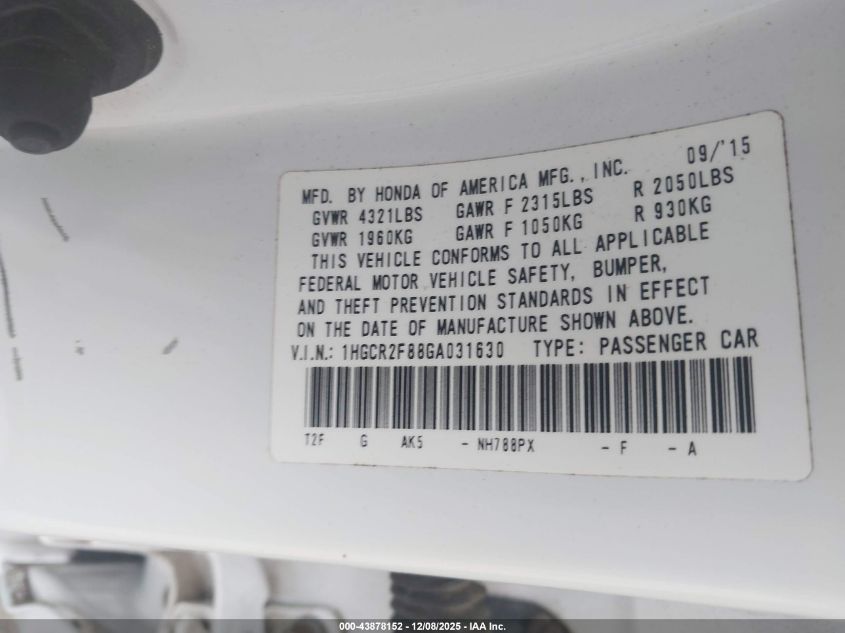 09/'15
MFD. BY HONDA OF AMERICA MFG., INC.
GVWR 4321LBS GAWR F 2315LBS R 2050LBS
GVWR 1960KG GAWR F 1050KG R 930KG
THIS VEHICLE CONFORMS TO ALL APPLICABLE
FEDERAL MOTOR VEHICLE SAFETY, BUMPER,
AND THEFT PREVENTION STANDARDS IN EFFECT
ON THE DATE OF MANUFACTURE SHOWN ABOVE.
V.I.N.: 1HGCR2F88GA031630 TYPE: PASSENGER CAR
T2F G AK5 - NH788PX - F - A
000-43878152 - 12/08/2025 - IAA Inc.